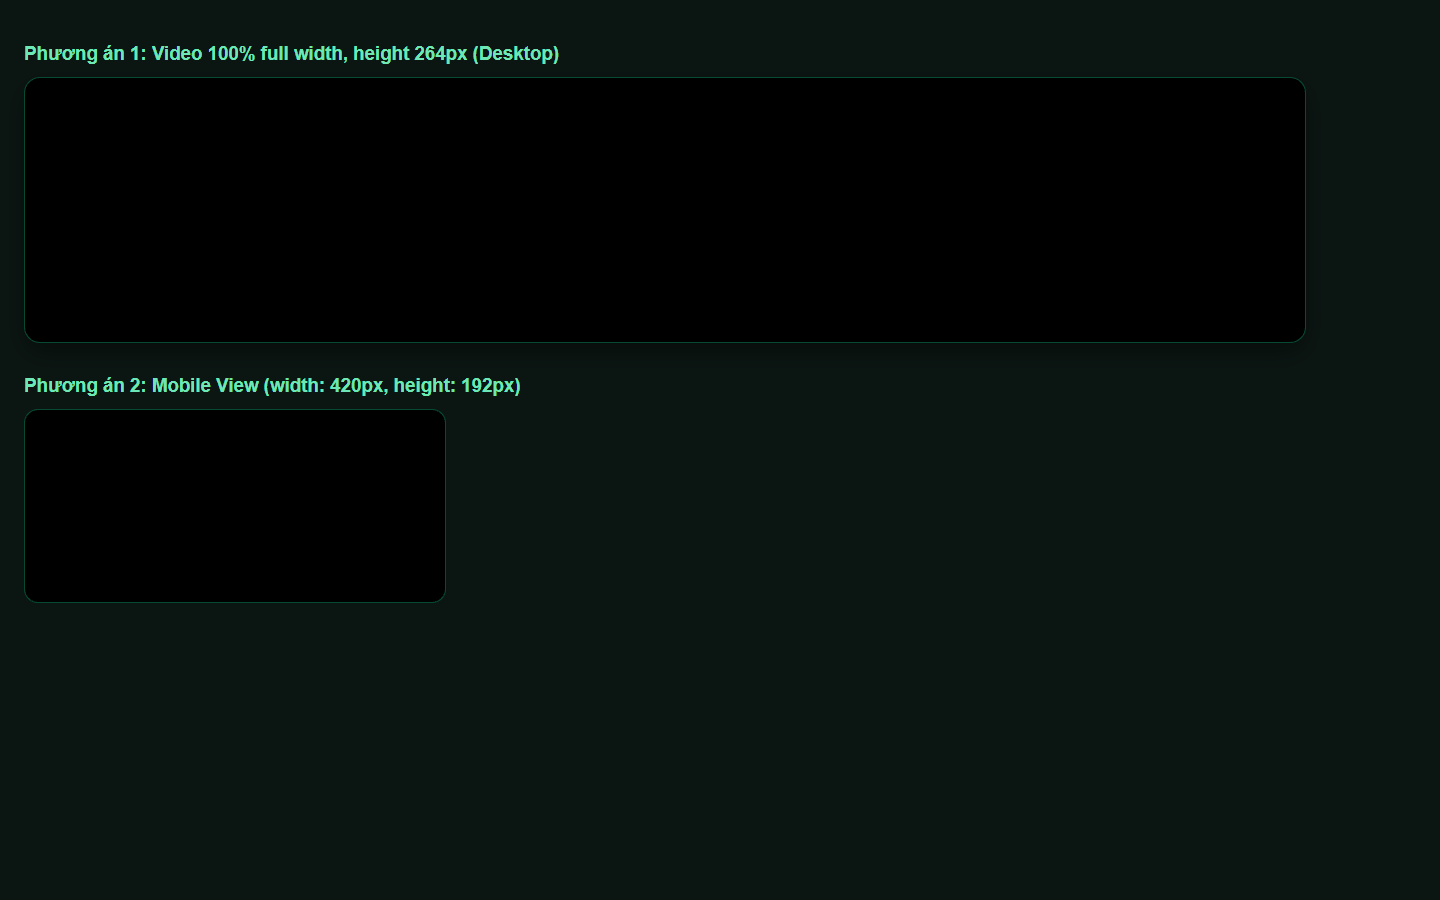 Phương án 1: Video 100% full width, height 264px (Desktop)
Phương án 2: Mobile View (width: 420px, height: 192px)